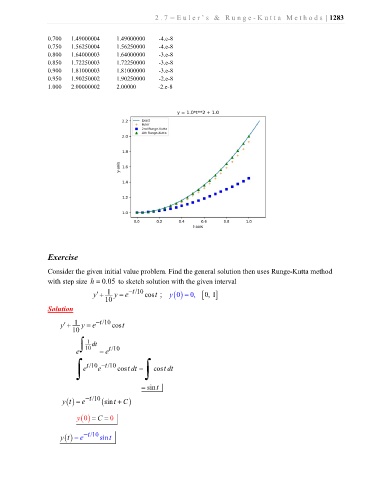 2.7 – Euler's & Runge-Kutta Methods | 1283
0.700 1.49000004 1.49000000 -4.e-8
0.750 1.56250004 1.56250000 -4.e-8
0.800 1.64000003 1.64000000 -3.e-8
0.850 1.72250003 1.72250000 -3.e-8
0.900 1.81000003 1.81000000 -3.e-8
0.950 1.90250002 1.90250000 -2.e-8
1.000 2.00000002 2.00000 -2.e-8
y = 1.0*t**2 + 1.0
2.2
2.0
1.8
1.6
1.4
1.2
1.0
y-axis
Exact
Euler
2nd Runge-Kutta
4th Runge-Kutta
0.0 0.2 0.4 0.6 0.8 1.0
t-axis
Exercise
Consider the given initial value problem. Find the general solution then uses Runge-Kutta method
with step size h = 0.05 to sketch solution with the given interval
y' + 1/10 y = e^{-t/10} cos t ; y(0) = 0, [0, 1]
Solution
y' + 1/10 y = e^{-t/10} cos t
e^{∫ 1/10 dt} = e^{t/10}
∫ e^{t/10} e^{-t/10} cos t dt = ∫ cos t dt
= sin t
y(t) = e^{-t/10} (sin t + C)
y(0) = C = 0
y(t) = e^{-t/10} sin t